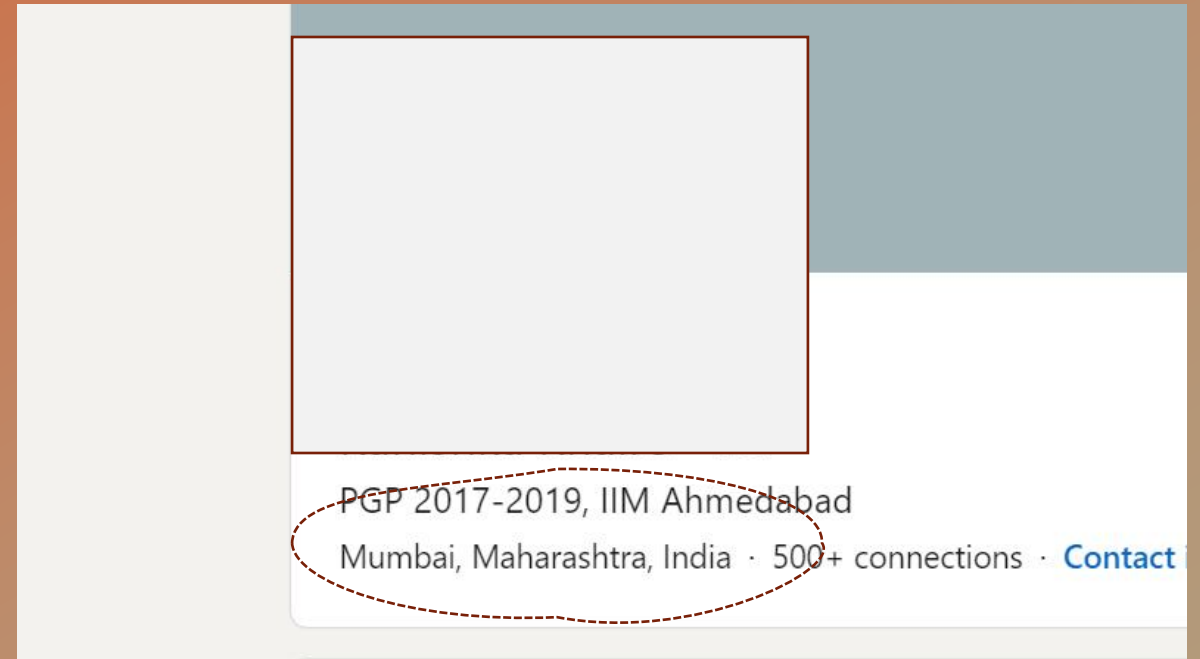 PGP 2017-2019, IIM Ahmedabad
Mumbai, Maharashtra, India · 500+ connections · Contact